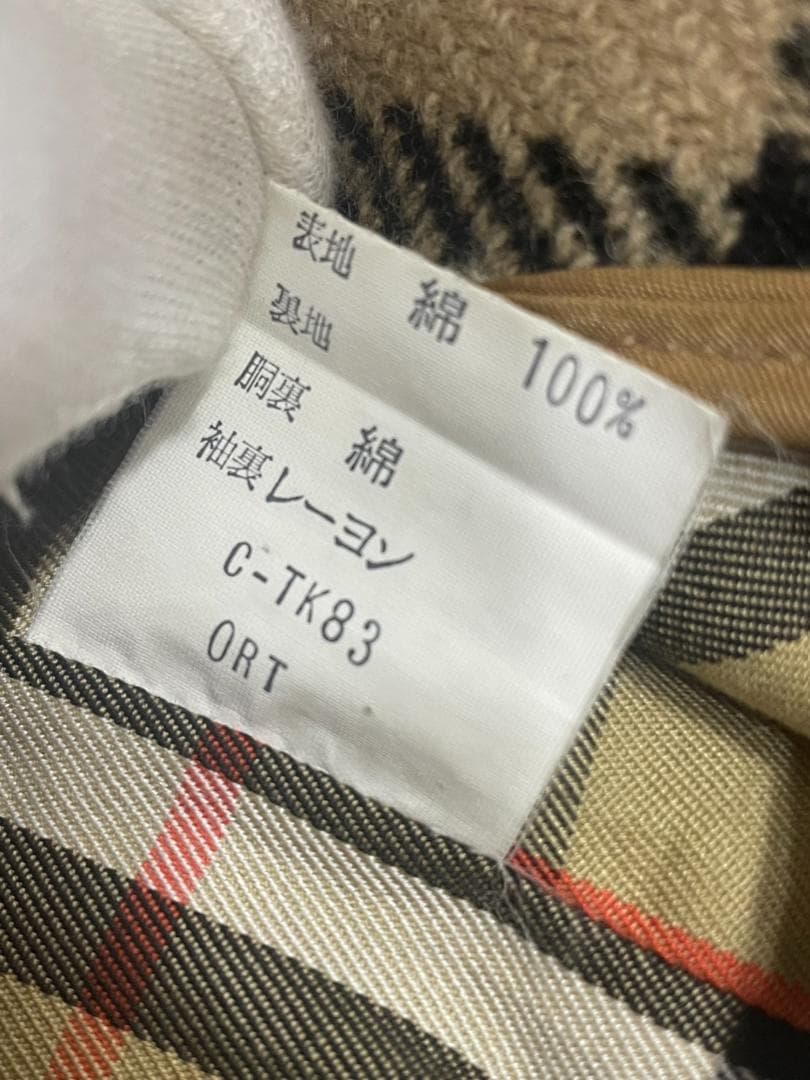 表地 綿 100%
裏地
胴裏 綿
袖裏 レーヨン
C-TK83
ORT